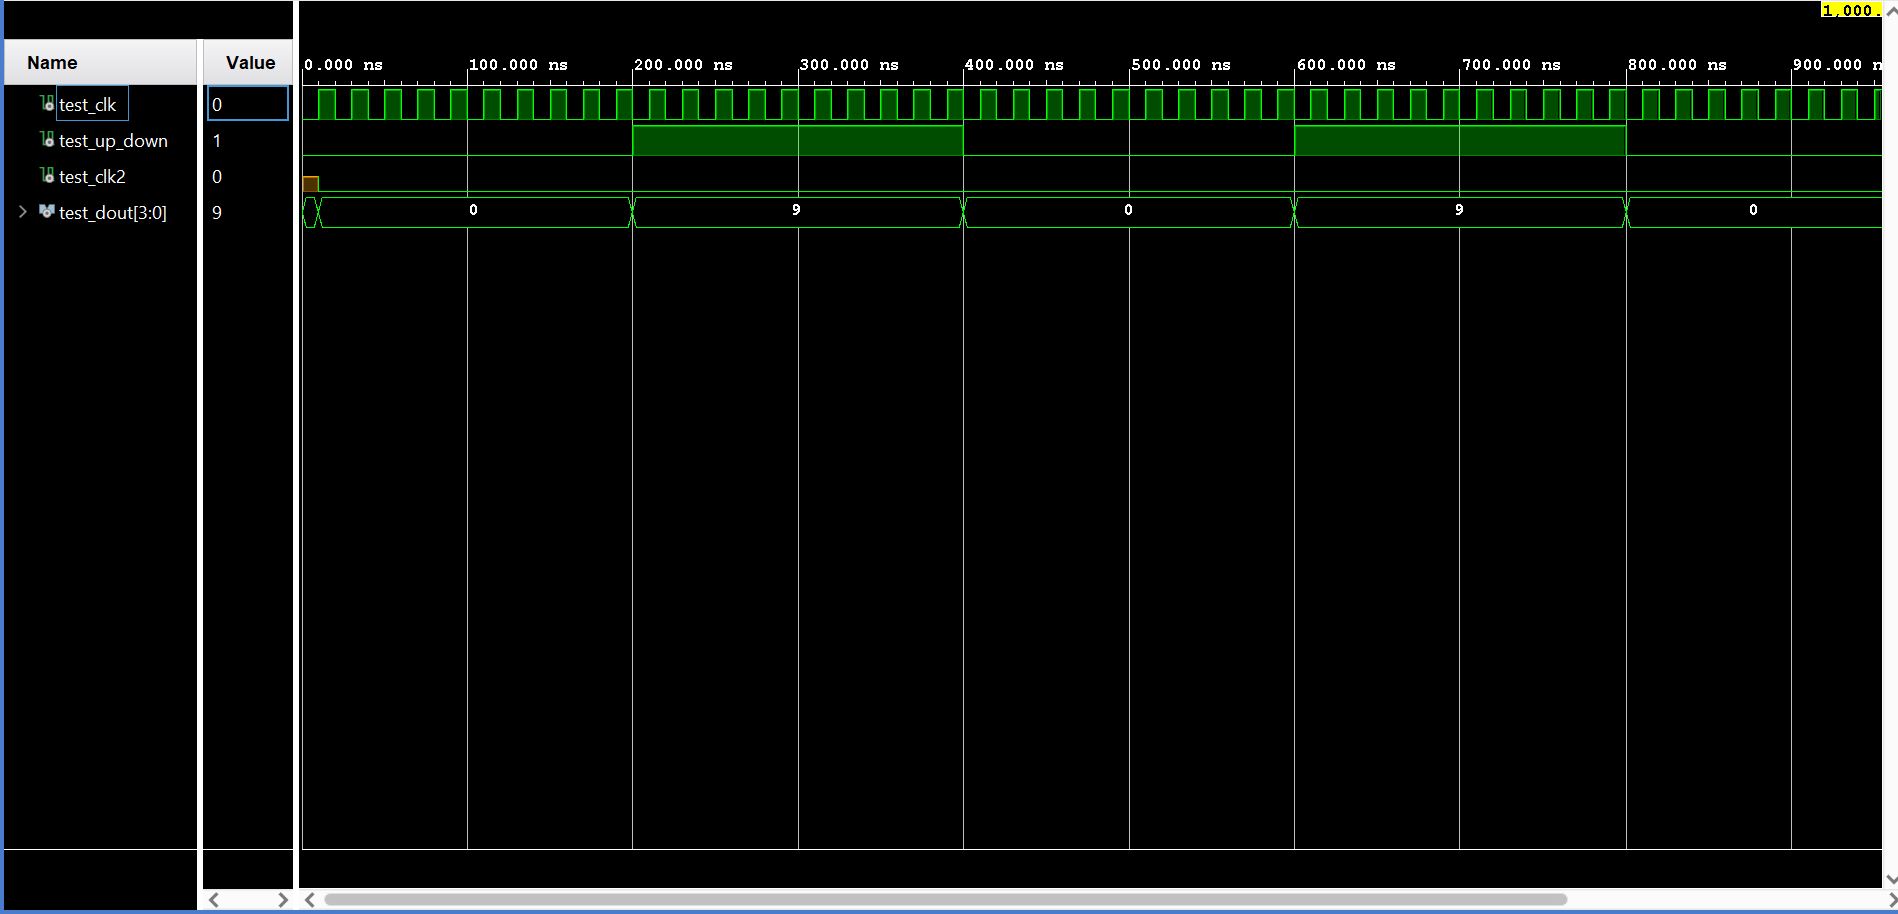 1,000.
Name Value
0.000 ns 100.000 ns 200.000 ns 300.000 ns 400.000 ns 500.000 ns 600.000 ns 700.000 ns 800.000 ns 900.000 n
test_clk 0
test_up_down 1
test_clk2 0
test_dout[3:0] 9 0 9 0 9 0